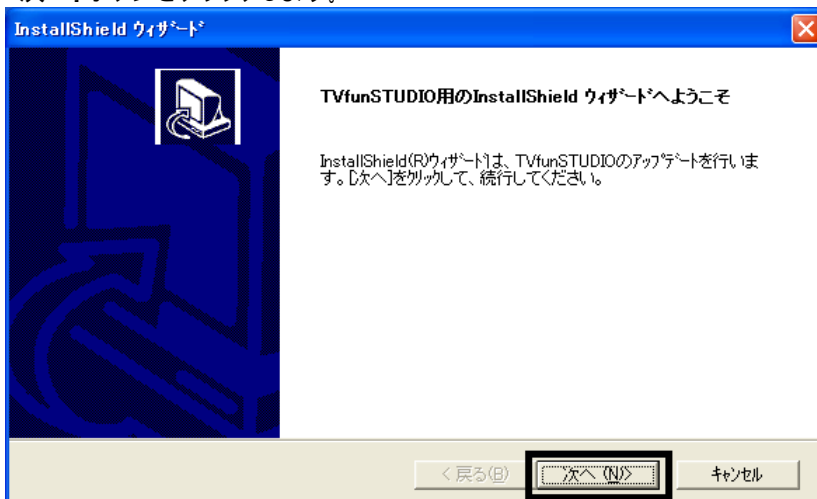 InstallShield ｳｨｻﾞｰﾄﾞ
TVfunSTUDIO用のInstallShield ｳｨｻﾞｰﾄﾞへようこそ
InstallShield(R)ｳｨｻﾞｰﾄﾞは、TVfunSTUDIOのｱｯﾌﾟﾃﾞｰﾄを行いま
す。[次へ]をｸﾘｯｸして、続行してください。
< 戻る(B)
次へ (N)>
ｷｬﾝｾﾙ